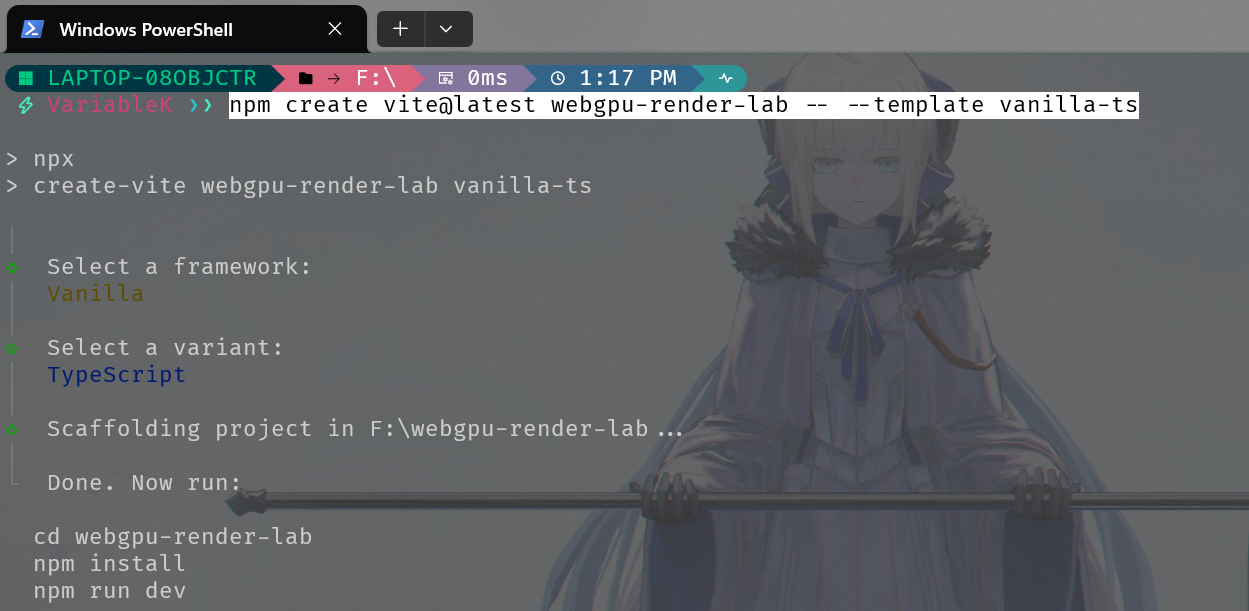 Windows PowerShell
LAPTOP-08OBJCTR → F:\ 0ms 1:17 PM
VariableK ❯❯ npm create vite@latest webgpu-render-lab -- --template vanilla-ts
> npx
> create-vite webgpu-render-lab vanilla-ts
Select a framework:
Vanilla
Select a variant:
TypeScript
Scaffolding project in F:\webgpu-render-lab...
Done. Now run:
cd webgpu-render-lab
npm install
npm run dev